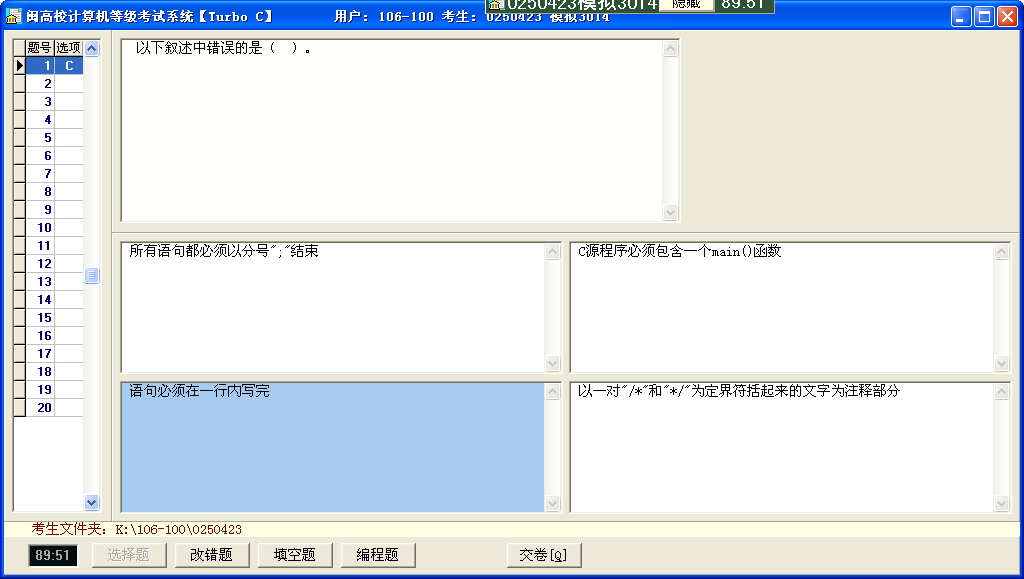 闽高校计算机等级考试系统【Turbo C】 用户: 106-100 考生: 0250423 模拟3014
0250423模拟3014 隐藏 89:51
题号 选项
1 C
2
3
4
5
6
7
8
9
10
11
12
13
14
15
16
17
18
19
20
以下叙述中错误的是（ ）。
所有语句都必须以分号";"结束
C源程序必须包含一个main()函数
语句必须在一行内写完
以一对"/*"和"*/"为定界符括起来的文字为注释部分
考生文件夹: K:\106-100\0250423
89:51 选择题 改错题 填空题 编程题 交卷[Q]